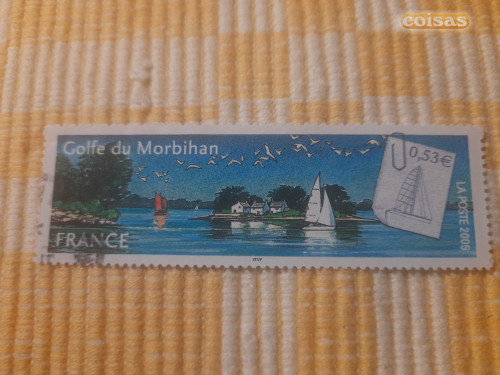 coisas
Golfe du Morbihan
0,53€
LA POSTE 2005
FRANCE